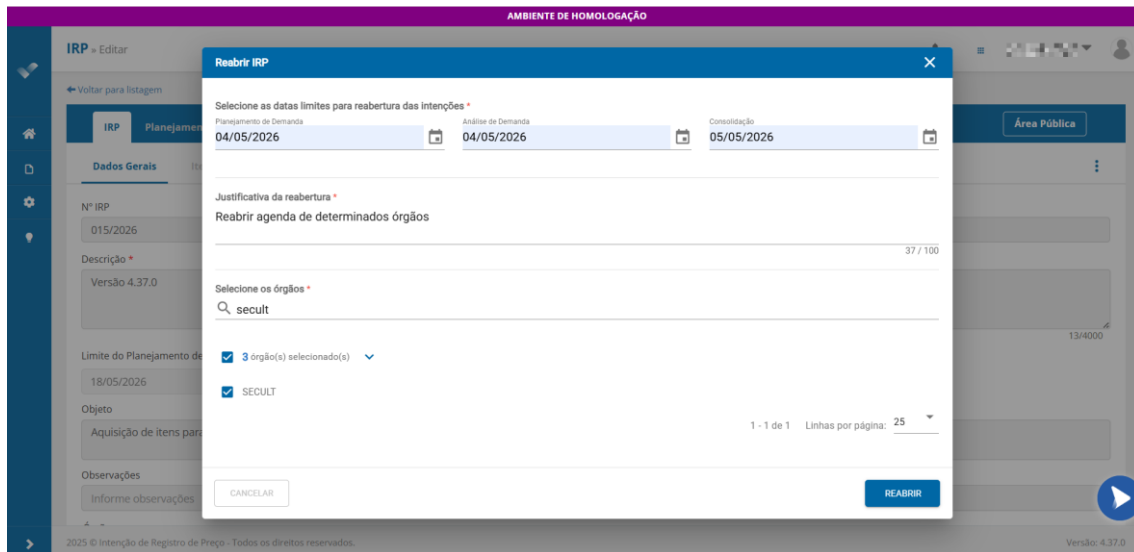 AMBIENTE DE HOMOLOGAÇÃO
IRP » Editar
Voltar para listagem
IRP
Planejamen
Área Pública
Dados Gerais
Ite
Nº IRP
015/2026
Descrição *
Versão 4.37.0
13/4000
Limite do Planejamento de
18/05/2026
Objeto
Aquisição de itens para
Observações
Informe observações
Reabrir IRP
Selecione as datas limites para reabertura das intenções *
Planejamento de Demanda
04/05/2026
Análise de Demanda
04/05/2026
Consolidação
05/05/2026
Justificativa da reabertura *
Reabrir agenda de determinados órgãos
37 / 100
Selecione os órgãos *
secult
3 órgão(s) selecionado(s)
SECULT
1 - 1 de 1 Linhas por página: 25
CANCELAR
REABRIR
2025 © Intenção de Registro de Preço - Todos os direitos reservados.
Versão: 4.37.0